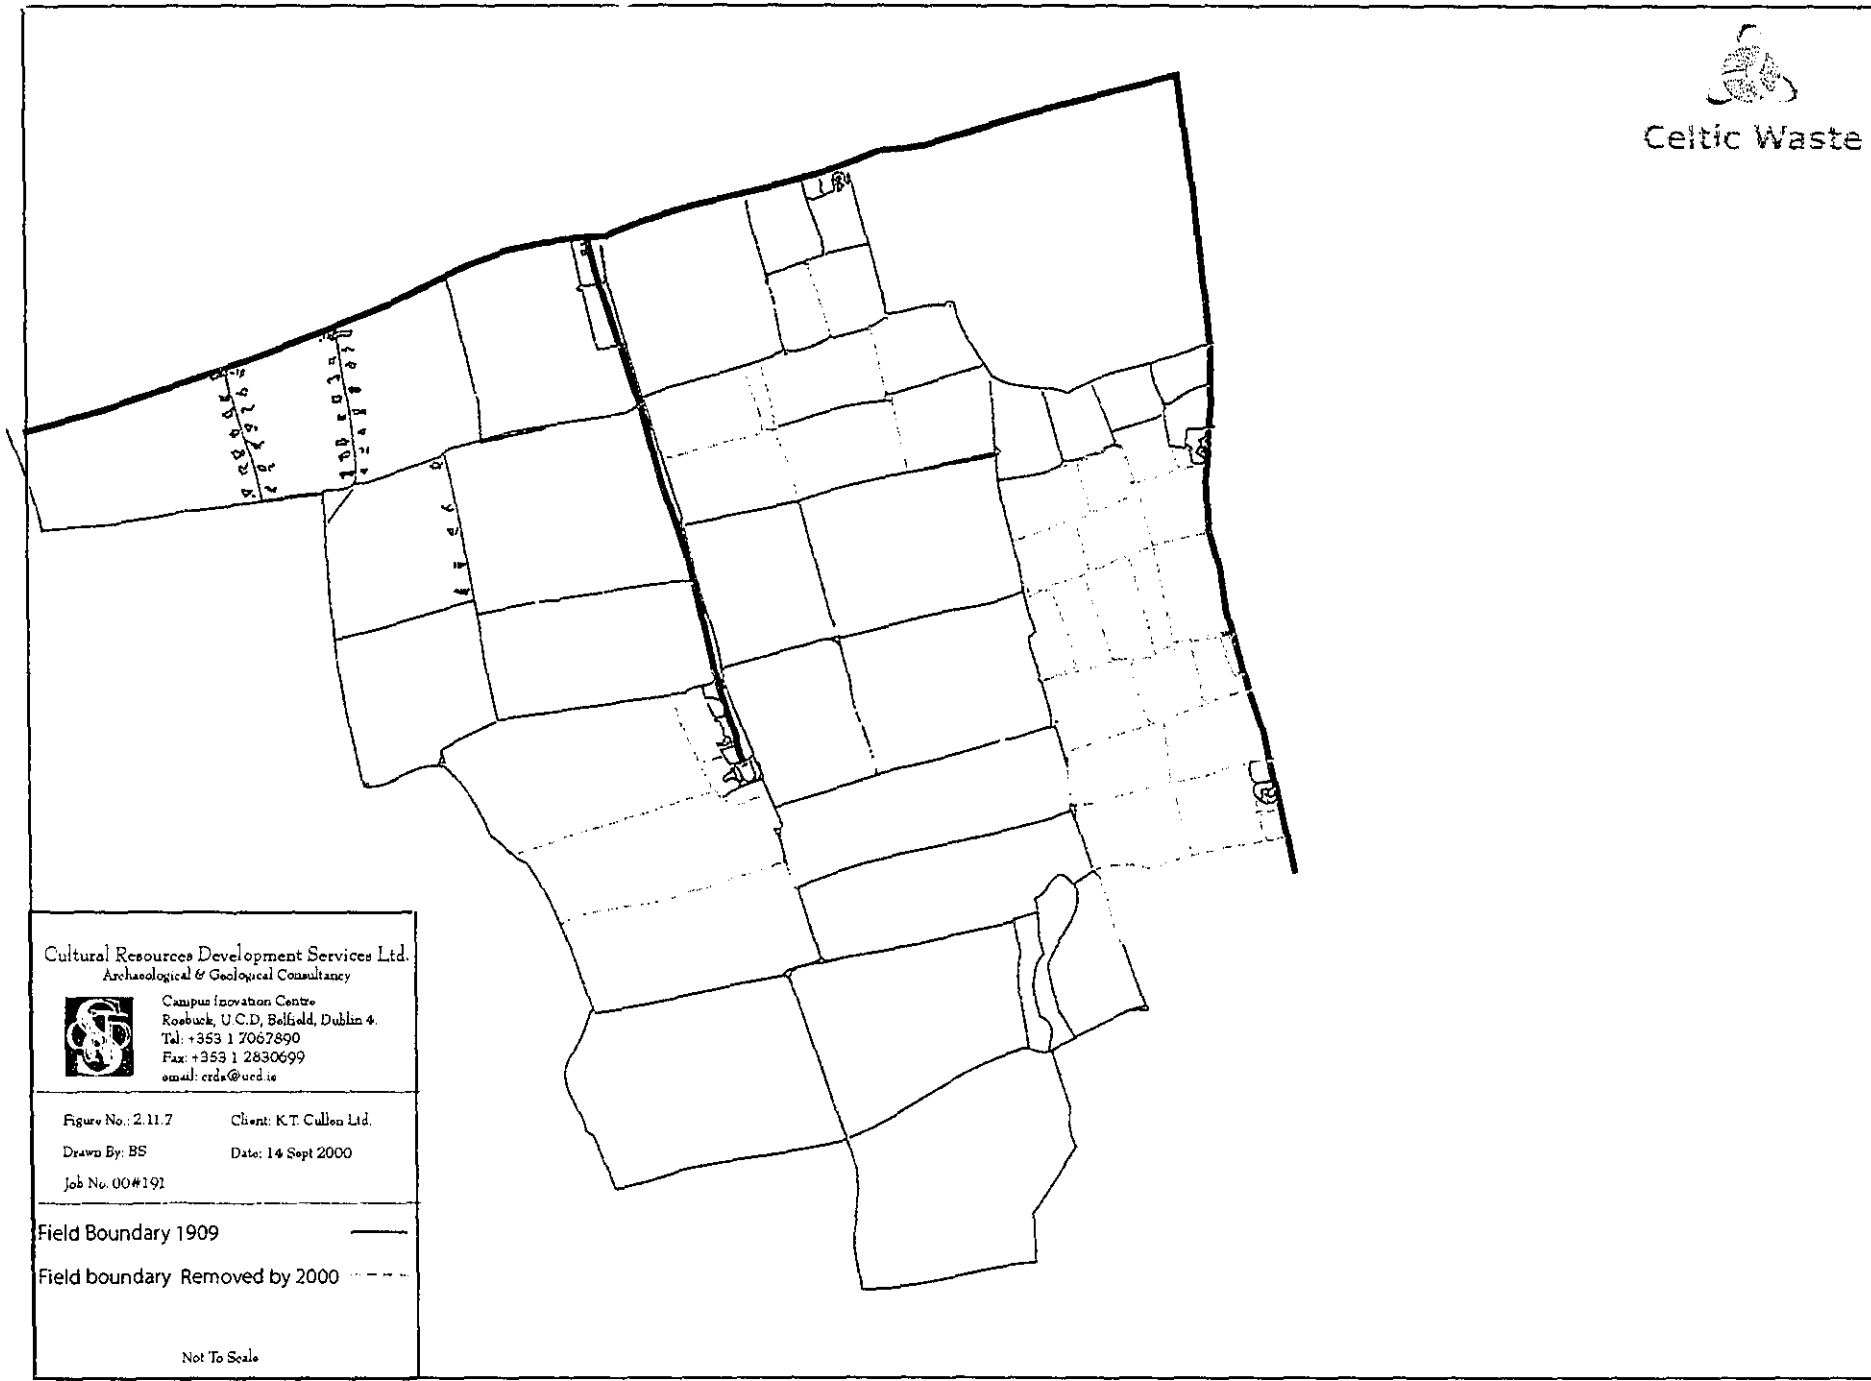 Celtic Waste
Cultural Resources Development Services Ltd.
Archaeological & Geological Consultancy
Campus Inovation Centre
Roebuck, U.C.D, Belfield, Dublin 4.
Tel: +353 1 7067890
Fax: +353 1 2830699
email: crds@ucd.ie
Figure No.: 2.11.7 Client: K.T. Cullen Ltd.
Drawn By: BS Date: 14 Sept 2000
Job No. 00#191
Field Boundary 1909
Field boundary Removed by 2000
Not To Scale